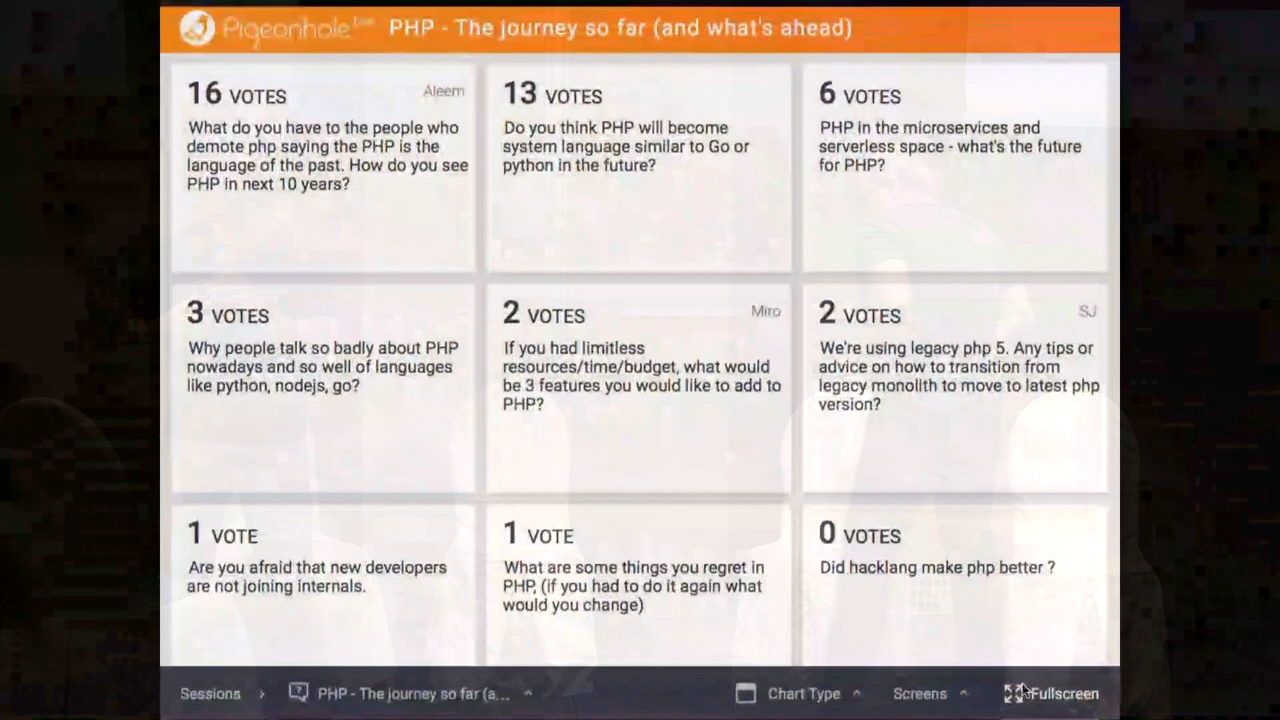 Pigeonhole Live PHP - The journey so far (and what's ahead)
16 VOTES Aleem
What do you have to the people who
demote php saying the PHP is the
language of the past. How do you see
PHP in next 10 years?
13 VOTES
Do you think PHP will become
system language similar to Go or
python in the future?
6 VOTES
PHP in the microservices and
serverless space - what's the future
for PHP?
3 VOTES
Why people talk so badly about PHP
nowadays and so well of languages
like python, nodejs, go?
2 VOTES Miro
If you had limitless
resources/time/budget, what would
be 3 features you would like to add to
PHP?
2 VOTES SJ
We're using legacy php 5. Any tips or
advice on how to transition from
legacy monolith to move to latest php
version?
1 VOTE
Are you afraid that new developers
are not joining internals.
1 VOTE
What are some things you regret in
PHP, (if you had to do it again what
would you change)
0 VOTES
Did hacklang make php better ?
Sessions › PHP - The journey so far (a... Chart Type Screens Fullscreen